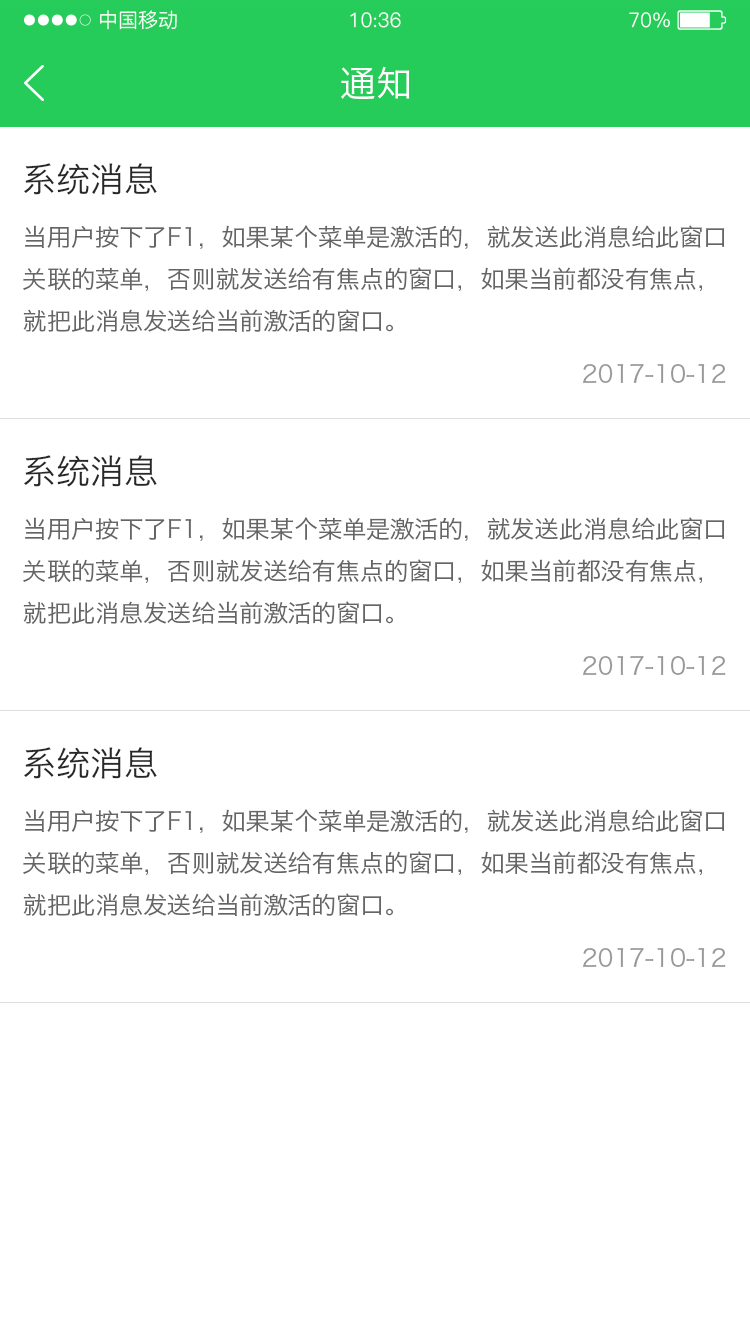 中国移动 10:36 70%
通知
系统消息
当用户按下了F1，如果某个菜单是激活的，就发送此消息给此窗口
关联的菜单，否则就发送给有焦点的窗口，如果当前都没有焦点，
就把此消息发送给当前激活的窗口。
2017-10-12
系统消息
当用户按下了F1，如果某个菜单是激活的，就发送此消息给此窗口
关联的菜单，否则就发送给有焦点的窗口，如果当前都没有焦点，
就把此消息发送给当前激活的窗口。
2017-10-12
系统消息
当用户按下了F1，如果某个菜单是激活的，就发送此消息给此窗口
关联的菜单，否则就发送给有焦点的窗口，如果当前都没有焦点，
就把此消息发送给当前激活的窗口。
2017-10-12